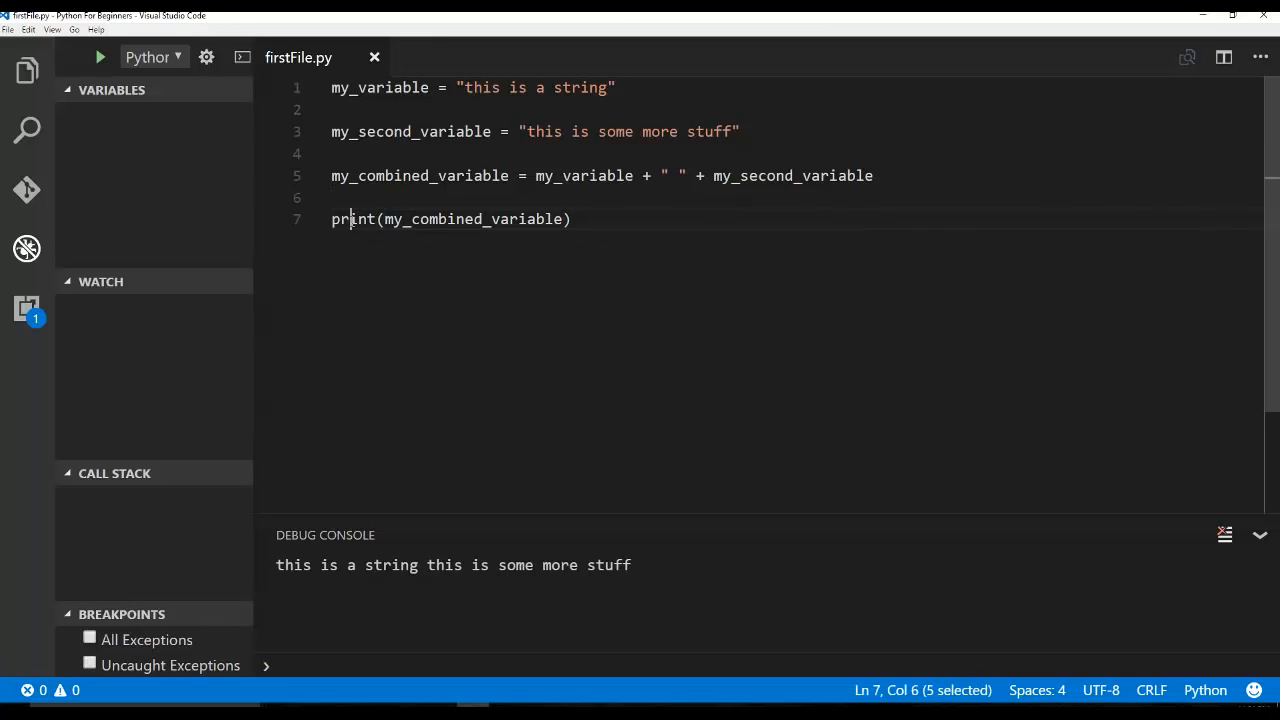 firstFile.py - Python For Beginners - Visual Studio Code
File Edit View Go Help
Python
firstFile.py
VARIABLES
1 my_variable = "this is a string"
2
3 my_second_variable = "this is some more stuff"
4
5 my_combined_variable = my_variable + " " + my_second_variable
6
7 print(my_combined_variable)
WATCH
1
CALL STACK
DEBUG CONSOLE
this is a string this is some more stuff
BREAKPOINTS
All Exceptions
Uncaught Exceptions
0 0 Ln 7, Col 6 (5 selected) Spaces: 4 UTF-8 CRLF Python